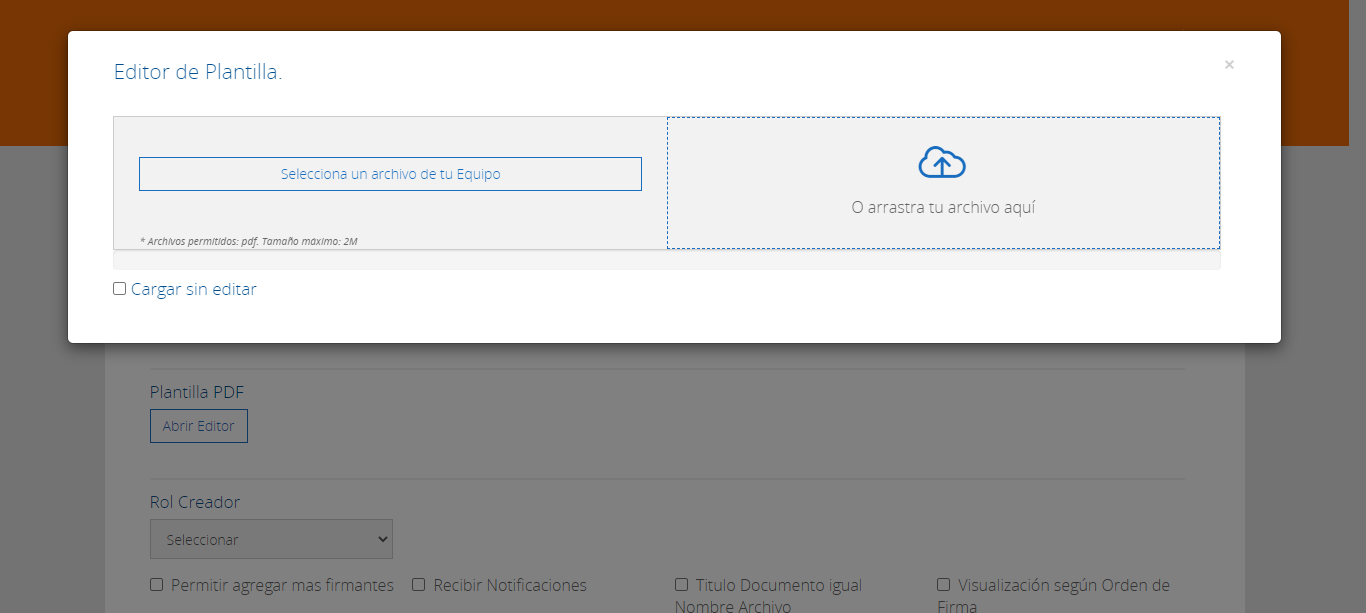 Editor de Plantilla.
×
Selecciona un archivo de tu Equipo
O arrastra tu archivo aquí
* Archivos permitidos: pdf. Tamaño máximo: 2M
Cargar sin editar
Plantilla PDF
Abrir Editor
Rol Creador
Seleccionar
Permitir agregar mas firmantes
Recibir Notificaciones
Titulo Documento igual
Nombre Archivo
Visualización según Orden de
Firma